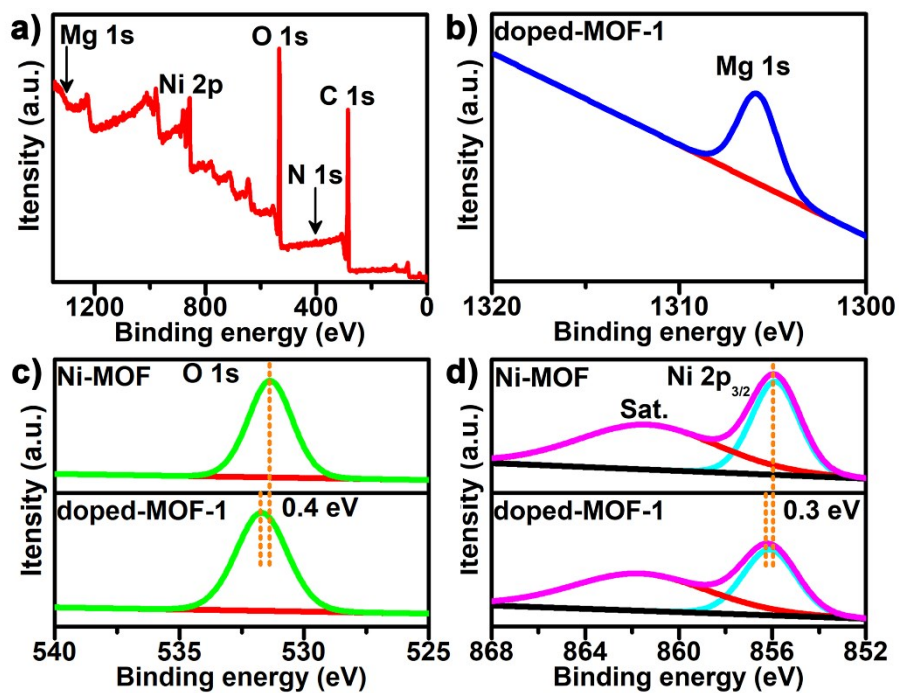 a)
Mg 1s
Ni 2p
O 1s
C 1s
N 1s
Itensity (a.u.)
1200 800 400 0
Binding energy (eV)
b)
doped-MOF-1
Mg 1s
Itensity (a.u.)
1320 1310 1300
Binding energy (eV)
c)
Ni-MOF
O 1s
doped-MOF-1
0.4 eV
Itensity (a.u.)
540 535 530 525
Binding energy (eV)
d)
Ni-MOF
Ni 2p3/2
Sat.
doped-MOF-1
0.3 eV
Itensity (a.u.)
868 864 860 856 852
Binding energy (eV)